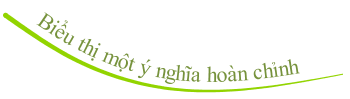 Biểu thị một ý nghĩa hoàn chỉnh